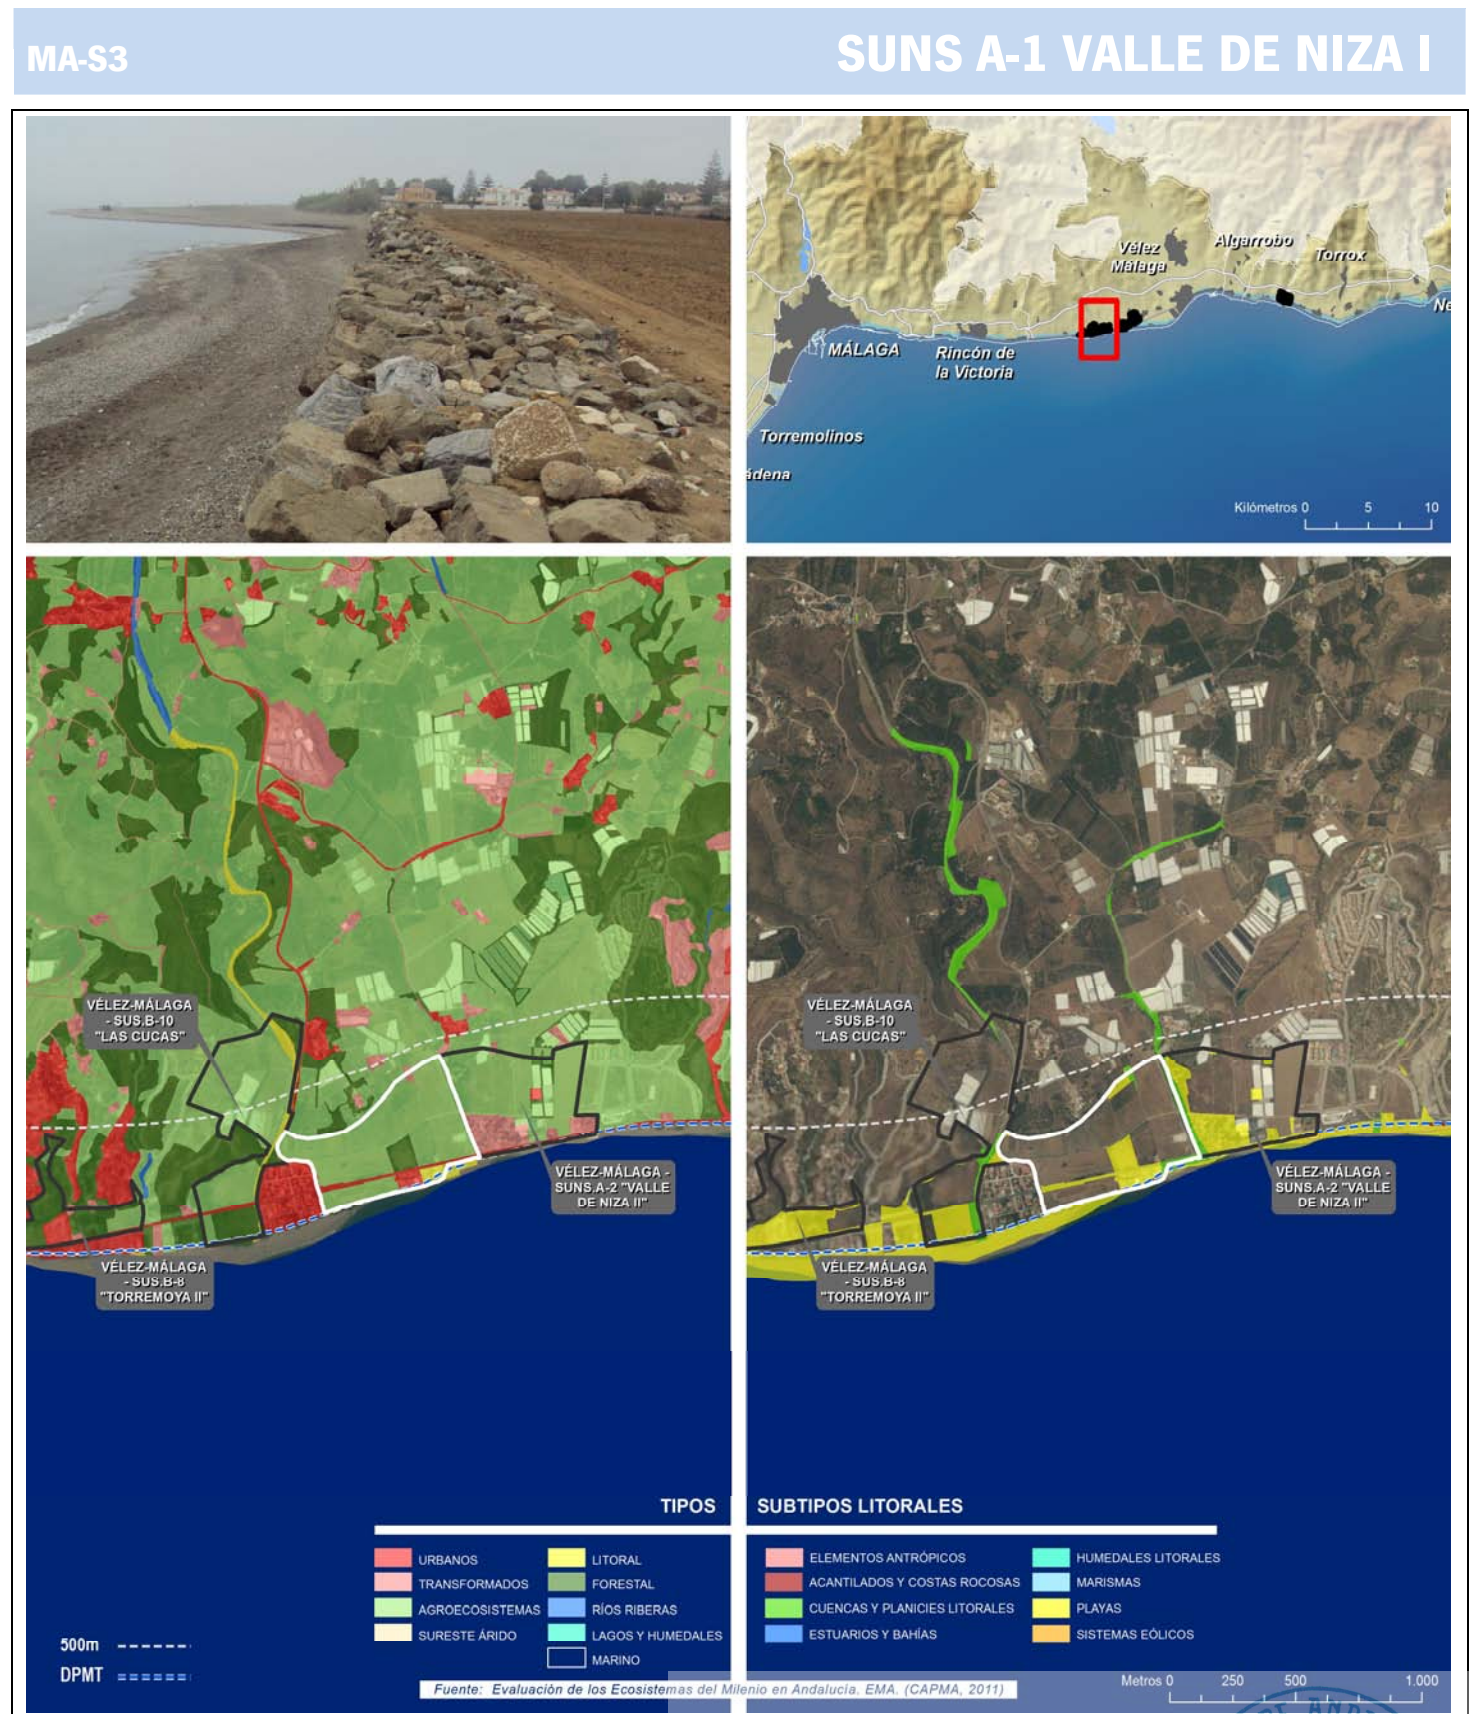 MA-S3
SUNS A-1 VALLE DE NIZA I
Vélez
Málaga
Algarrobo
Torrox
Ne
MÁLAGA
Rincón de
la Victoria
Torremolinos
ádena
Kilómetros 0 5 10
VÉLEZ-MÁLAGA
- SUS.B-10
"LAS CUCAS"
VÉLEZ-MÁLAGA -
SUNS.A-2 "VALLE
DE NIZA II"
VÉLEZ-MÁLAGA
- SUS.B-8
"TORREMOYA II"
VÉLEZ-MÁLAGA
- SUS.B-10
"LAS CUCAS"
VÉLEZ-MÁLAGA -
SUNS.A-2 "VALLE
DE NIZA II"
VÉLEZ-MÁLAGA
- SUS.B-8
"TORREMOYA II"
TIPOS
URBANOS
TRANSFORMADOS
AGROECOSISTEMAS
SURESTE ÁRIDO
LITORAL
FORESTAL
RÍOS RIBERAS
LAGOS Y HUMEDALES
MARINO
500m
DPMT
SUBTIPOS LITORALES
ELEMENTOS ANTRÓPICOS
ACANTILADOS Y COSTAS ROCOSAS
CUENCAS Y PLANICIES LITORALES
ESTUARIOS Y BAHÍAS
HUMEDALES LITORALES
MARISMAS
PLAYAS
SISTEMAS EÓLICOS
Fuente: Evaluación de los Ecosistemas del Milenio en Andalucía. EMA. (CAPMA, 2011)
Metros 0 250 500 1.000